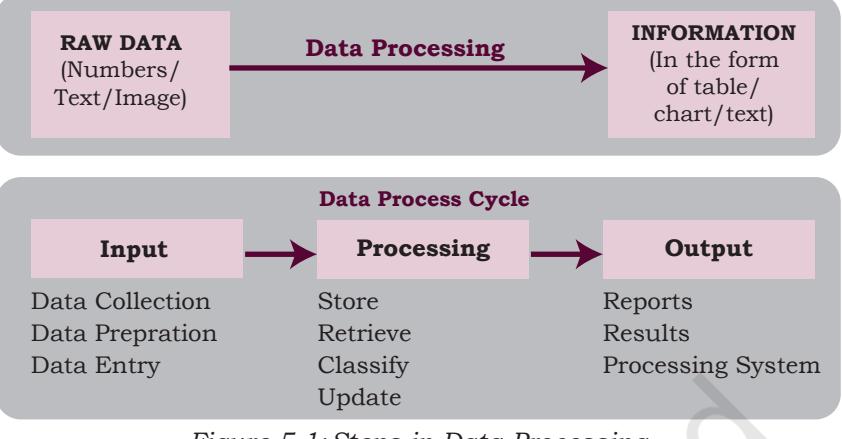 RAW DATA
(Numbers/
Text/Image)
Data Processing
INFORMATION
(In the form
of table/
chart/text)
Data Process Cycle
Input
Processing
Output
Data Collection
Data Prepration
Data Entry
Store
Retrieve
Classify
Update
Reports
Results
Processing System
Figure 5.1: Steps in Data Processing